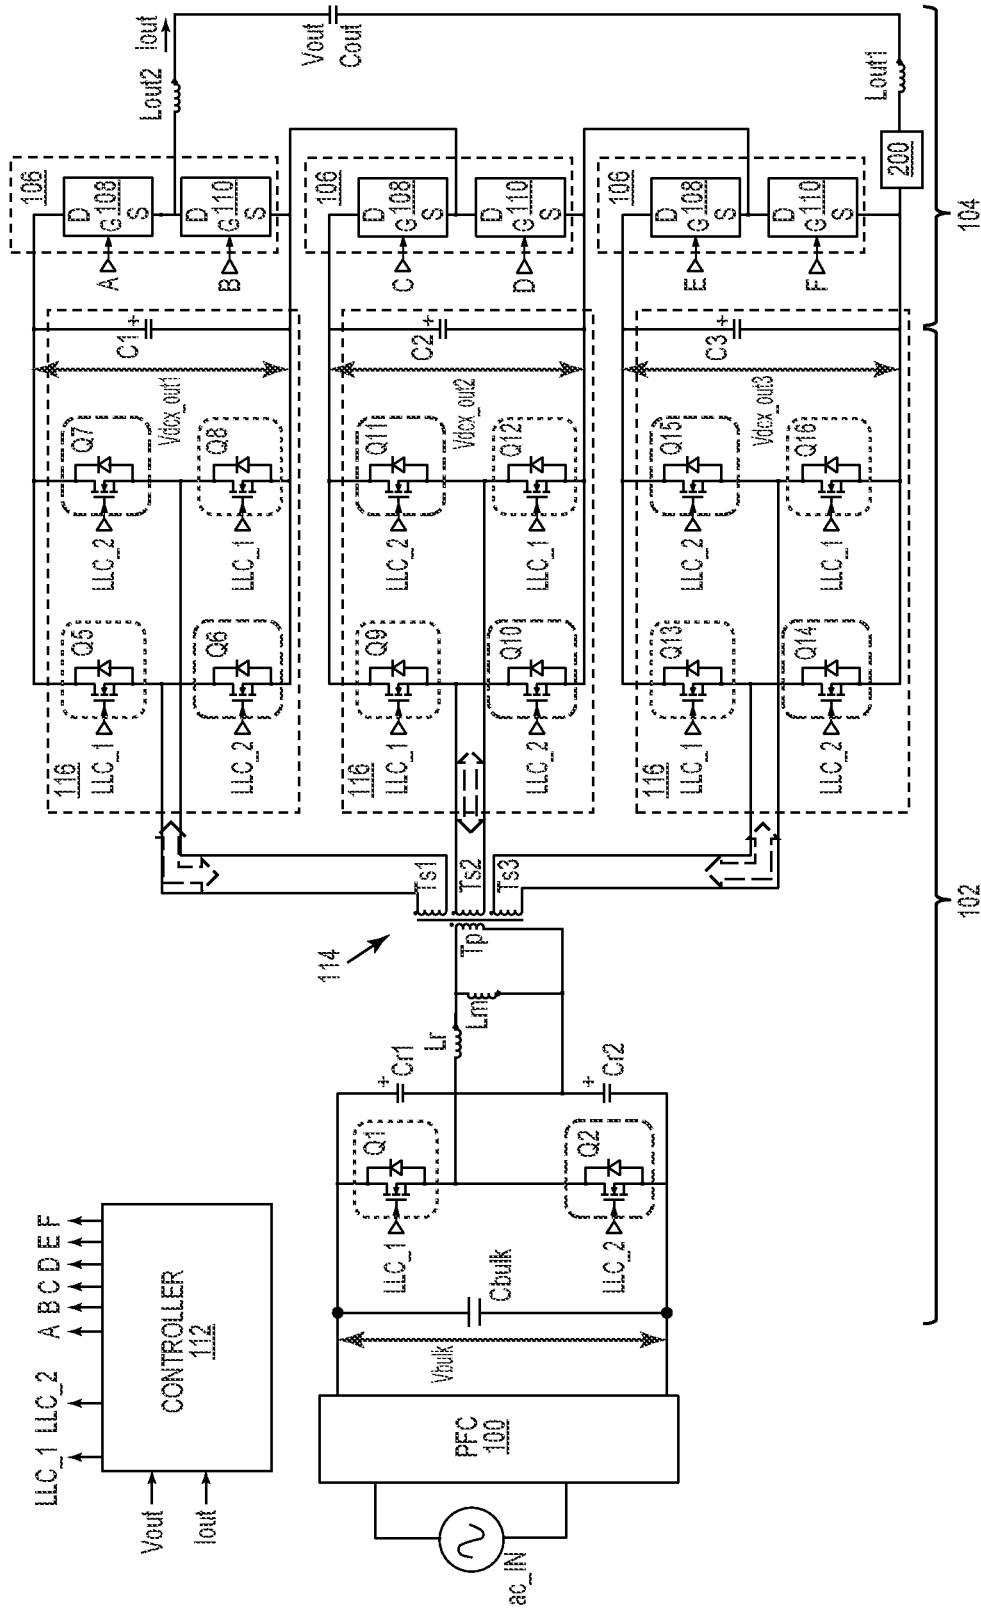 Vout
Iout
CONTROLLER
112
LLC_1
LLC_2
A
B
C
D
E
F
ac_IN
PFC
100
Vbulk
Cbulk
LLC_1
Q1
LLC_2
Q2
Cr1
+
Cr2
+
Lr
Lm
Tp
114
Ts1
Ts2
Ts3
116
LLC_1
Q5
LLC_2
Q6
LLC_2
Q7
LLC_1
Q8
Vdcx_out1
C1
+
116
LLC_1
Q9
LLC_2
Q10
LLC_2
Q11
LLC_1
Q12
Vdcx_out2
C2
+
116
LLC_1
Q13
LLC_2
Q14
LLC_2
Q15
LLC_1
Q16
Vdcx_out3
C3
+
106
A
D
G
108
S
B
D
G
110
S
106
C
D
G
108
S
D
D
G
110
S
106
E
D
G
108
S
F
D
G
110
S
200
Lout2
Iout
Vout
Cout
Lout1
102
104